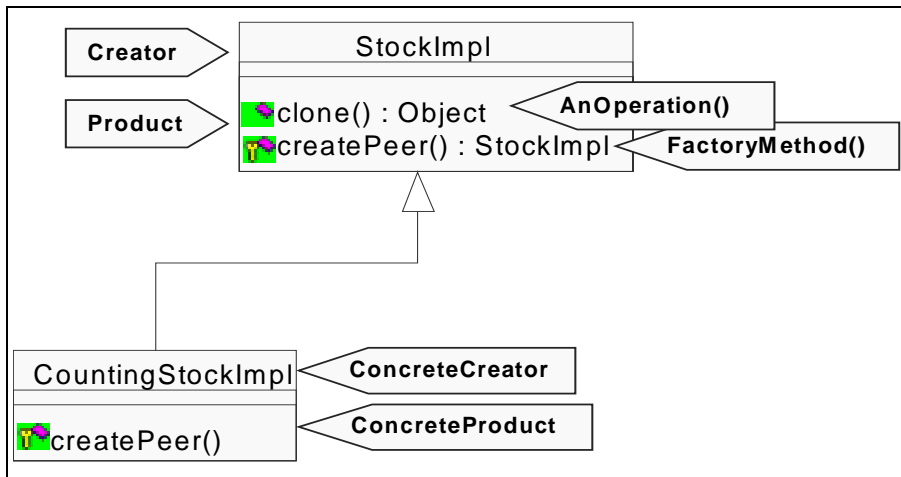 Creator
StockImpl
Product
clone() : Object
AnOperation()
createPeer() : StockImpl
FactoryMethod()
CountingStockImpl
ConcreteCreator
ConcreteProduct
createPeer()